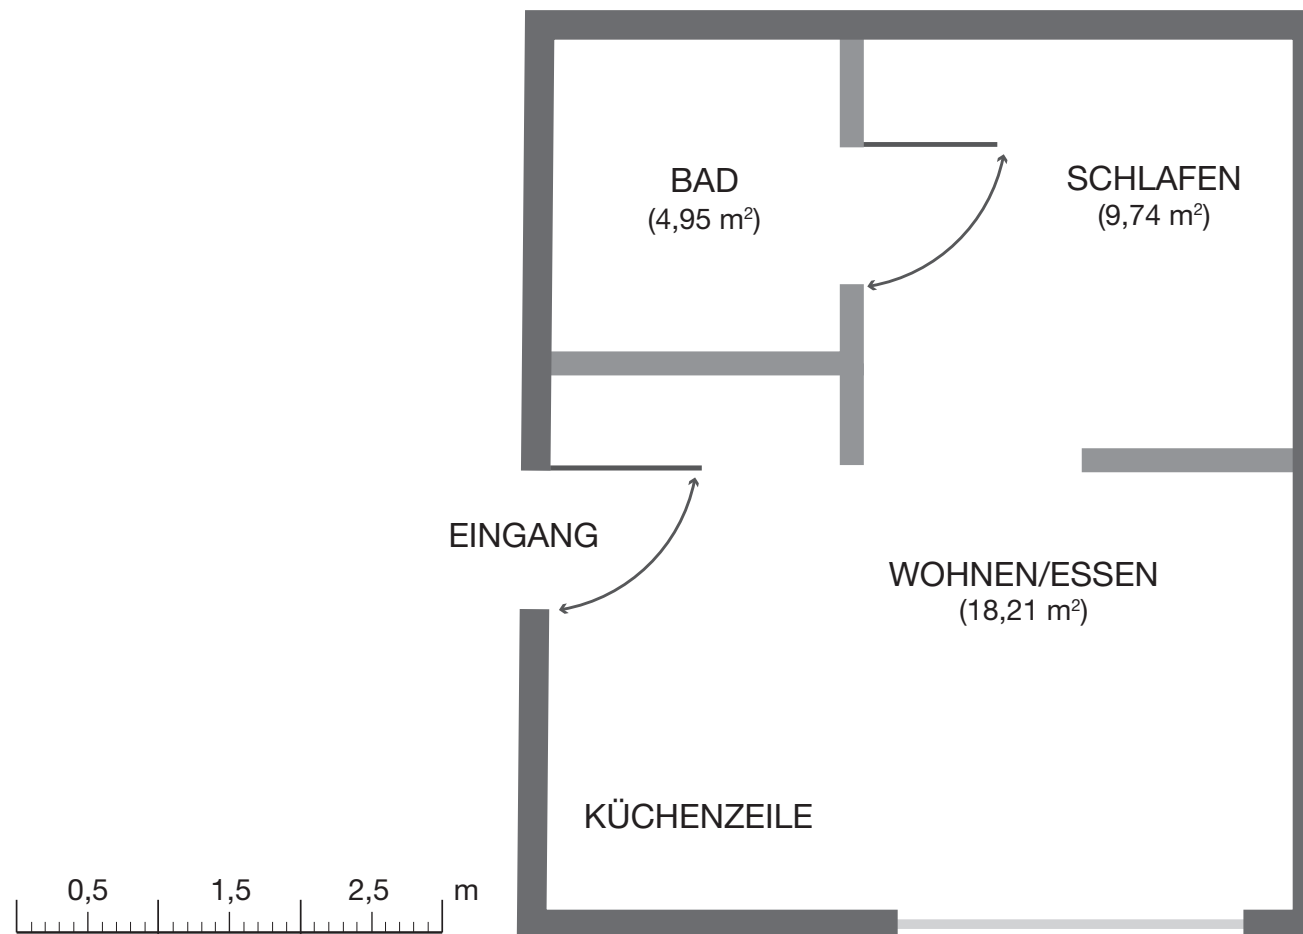 BAD
(4,95 m²)
SCHLAFEN
(9,74 m²)
EINGANG
WOHNEN/ESSEN
(18,21 m²)
KÜCHENZEILE
0,5 1,5 2,5 m